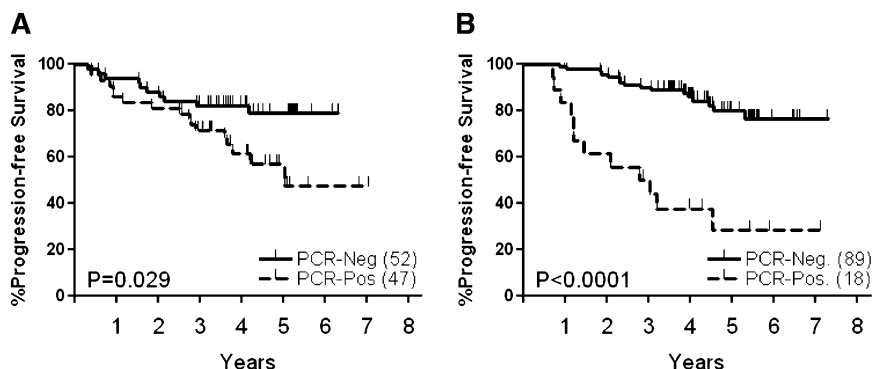 A
%Progression-free Survival
100
80
60
40
20
0
PCR-Neg (52)
PCR-Pos (47)
P=0.029
1 2 3 4 5 6 7 8
Years
B
%Progression-free Survival
100
80
60
40
20
0
PCR-Neg. (89)
PCR-Pos. (18)
P<0.0001
1 2 3 4 5 6 7 8
Years